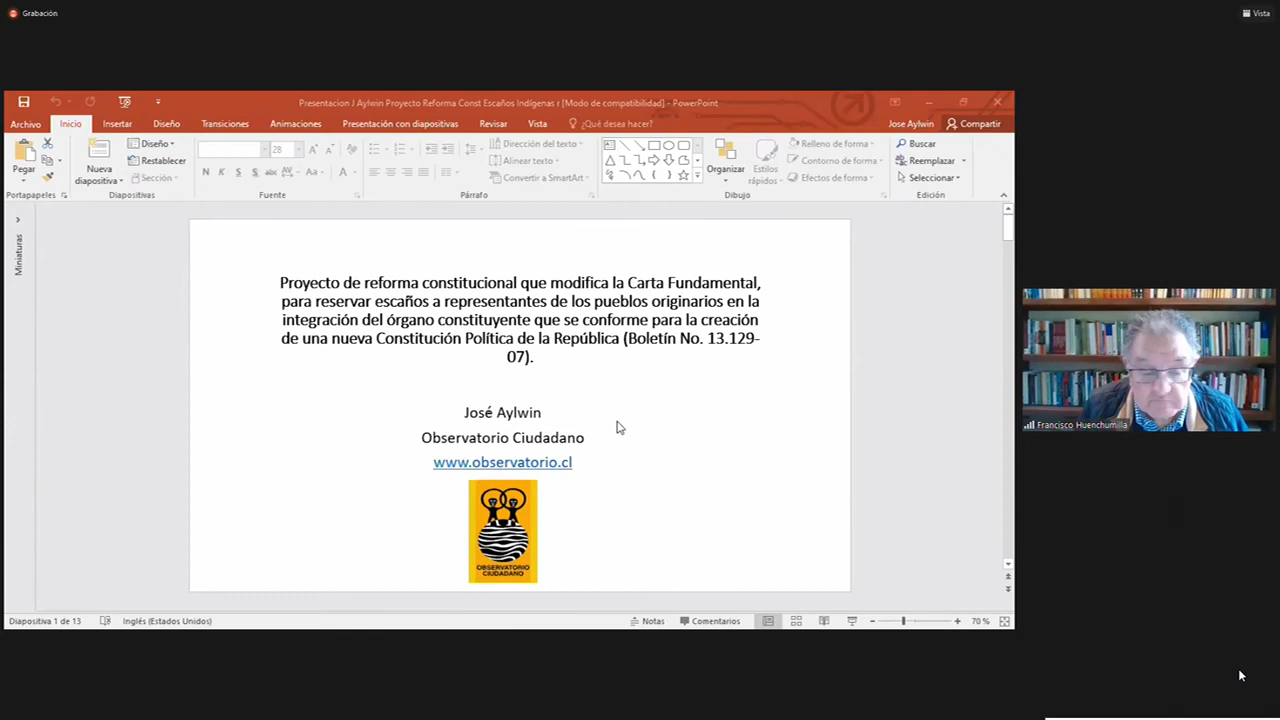 Grabación
Vista
Presentacion J Aylwin Proyecto Reforma Const Escaños Indígenas r [Modo de compatibilidad] - PowerPoint
Archivo Inicio Insertar Diseño Transiciones Animaciones Presentación con diapositivas Revisar Vista ¿Qué desea hacer? Jose Aylwin Compartir
Pegar
Nueva diapositiva
Diseño
Restablecer
Sección
28
N K S S abc AV Aa A
Dirección del texto
Alinear texto
Convertir a SmartArt
Organizar
Estilos rápidos
Relleno de forma
Contorno de forma
Efectos de forma
Buscar
Reemplazar
Seleccionar
Portapapeles Diapositivas Fuente Párrafo Dibujo Edición
Miniaturas
Proyecto de reforma constitucional que modifica la Carta Fundamental,
para reservar escaños a representantes de los pueblos originarios en la
integración del órgano constituyente que se conforme para la creación
de una nueva Constitución Política de la República (Boletín No. 13.129-
07).
José Aylwin
Observatorio Ciudadano
www.observatorio.cl
OBSERVATORIO
CIUDADANO
Francisco Huenchumilla
Diapositiva 1 de 13 Inglés (Estados Unidos) Notas Comentarios 70 %